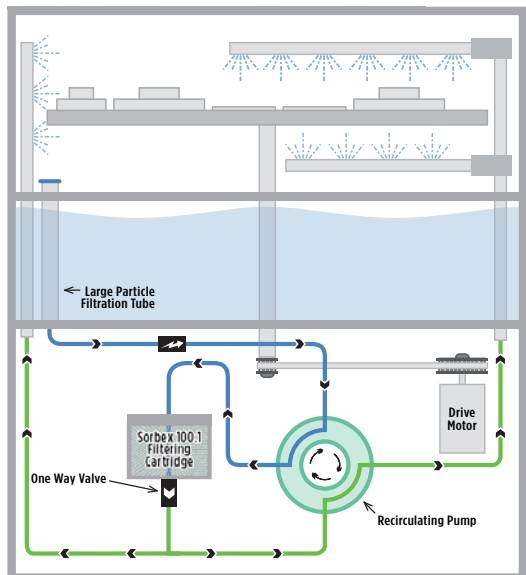 Large Particle
Filtration Tube
Sorbex 100.1
Filtering
Cartridge
Drive
Motor
One Way Valve
Recirculating Pump